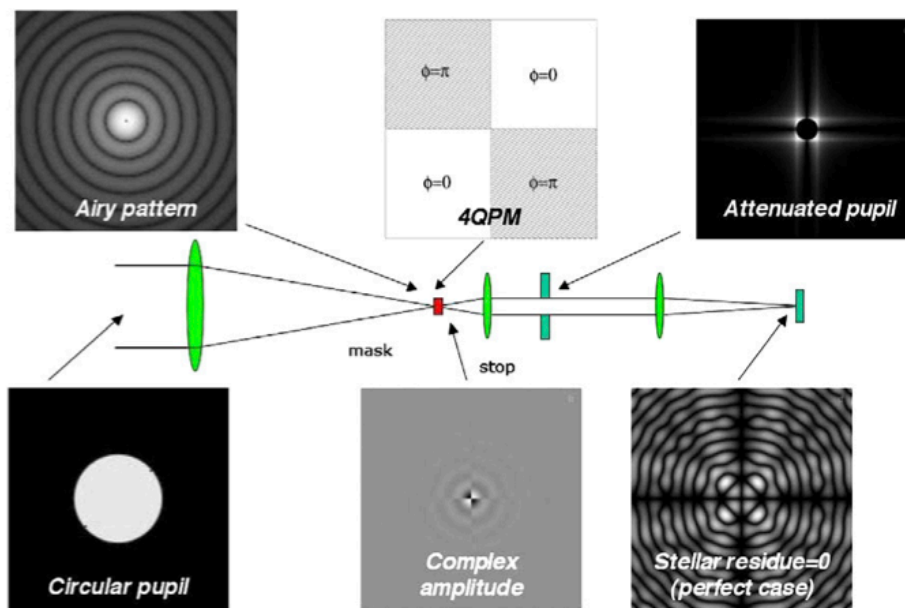 Airy pattern
ϕ=π
ϕ=0
ϕ=0
ϕ=π
4QPM
Attenuated pupil
mask
stop
Circular pupil
Complex
amplitude
Stellar residue=0
(perfect case)